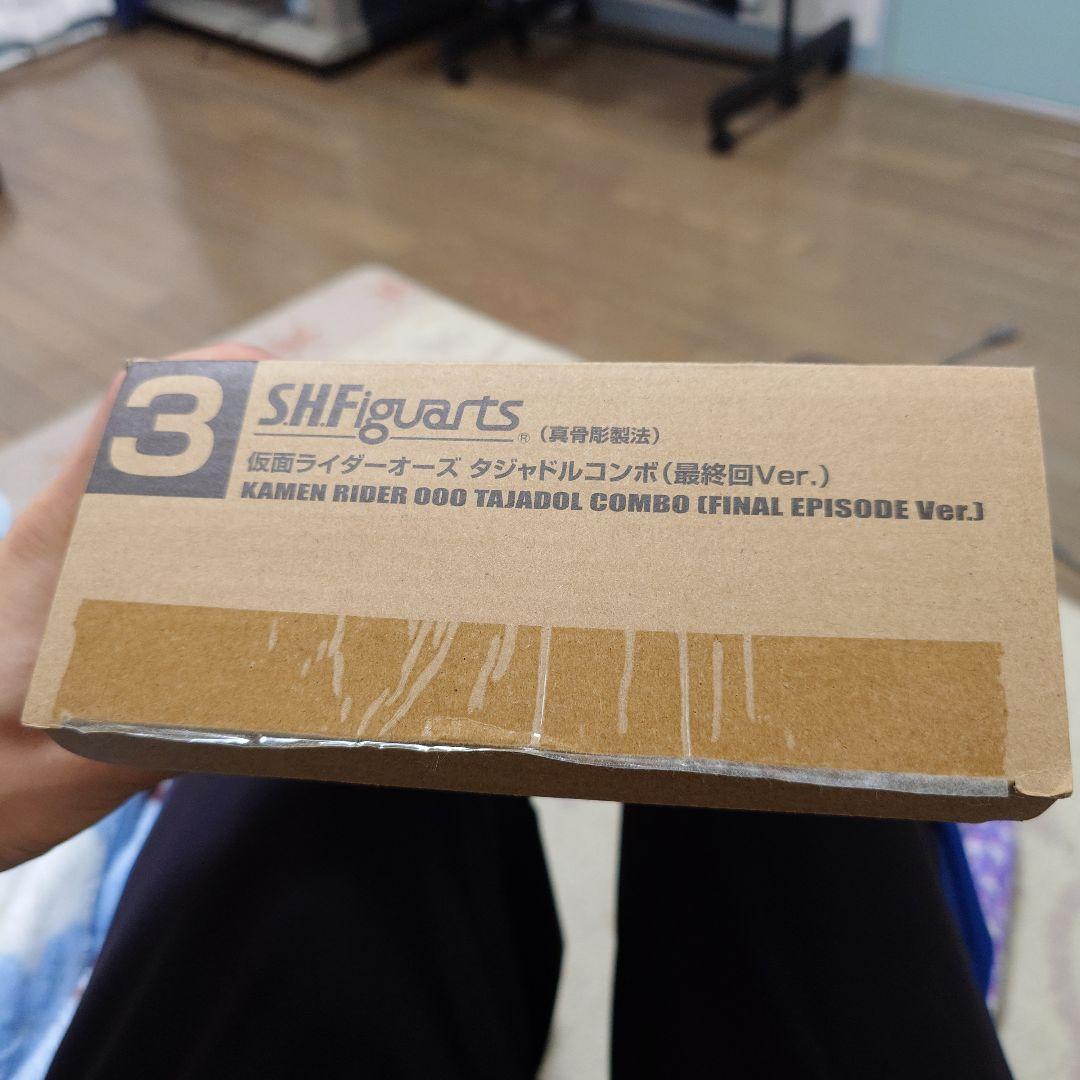 3
S.H.Figuarts® (真骨彫製法)
仮面ライダーオーズ タジャドルコンボ(最終回Ver.)
KAMEN RIDER OOO TAJADOL COMBO (FINAL EPISODE Ver.)